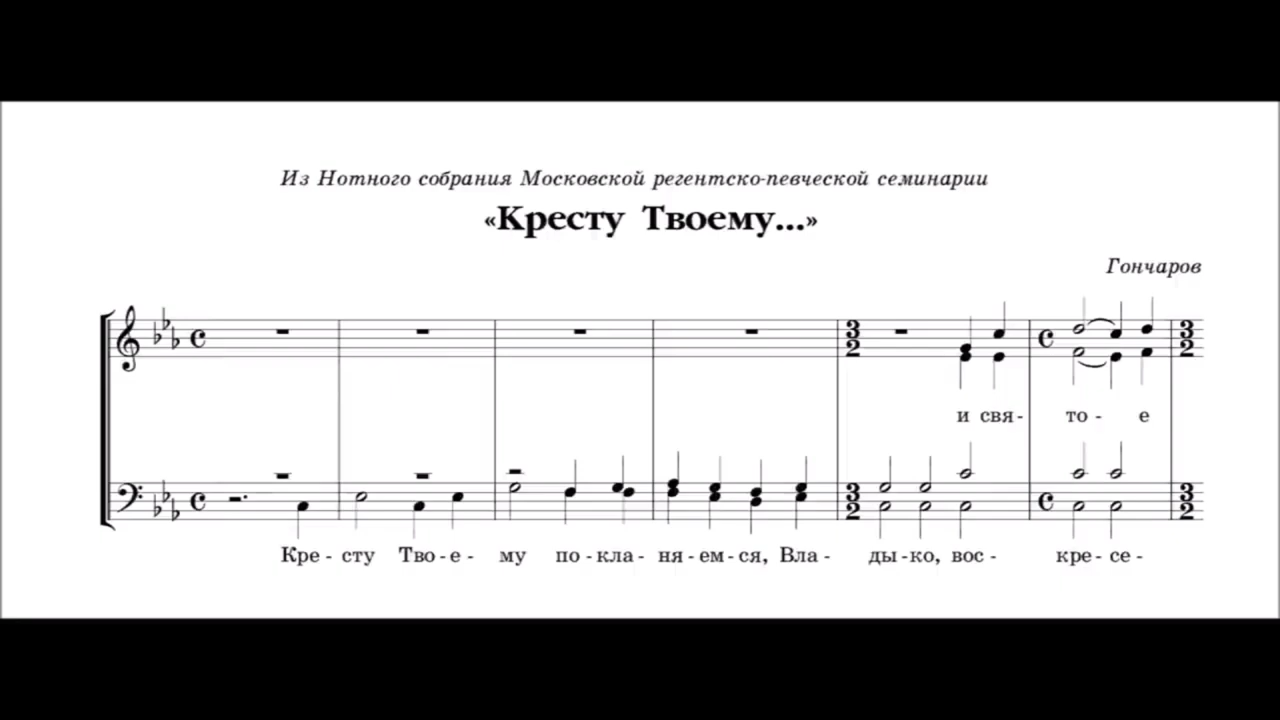 Из Нотного собрания Московской регентско-певческой семинарии
«Кресту Твоему...»
Гончаров
и свя- то- е
Кре- сту Тво-е- му по-кла- ня-ем-ся, Вла- ды-ко, вос- кре-се-